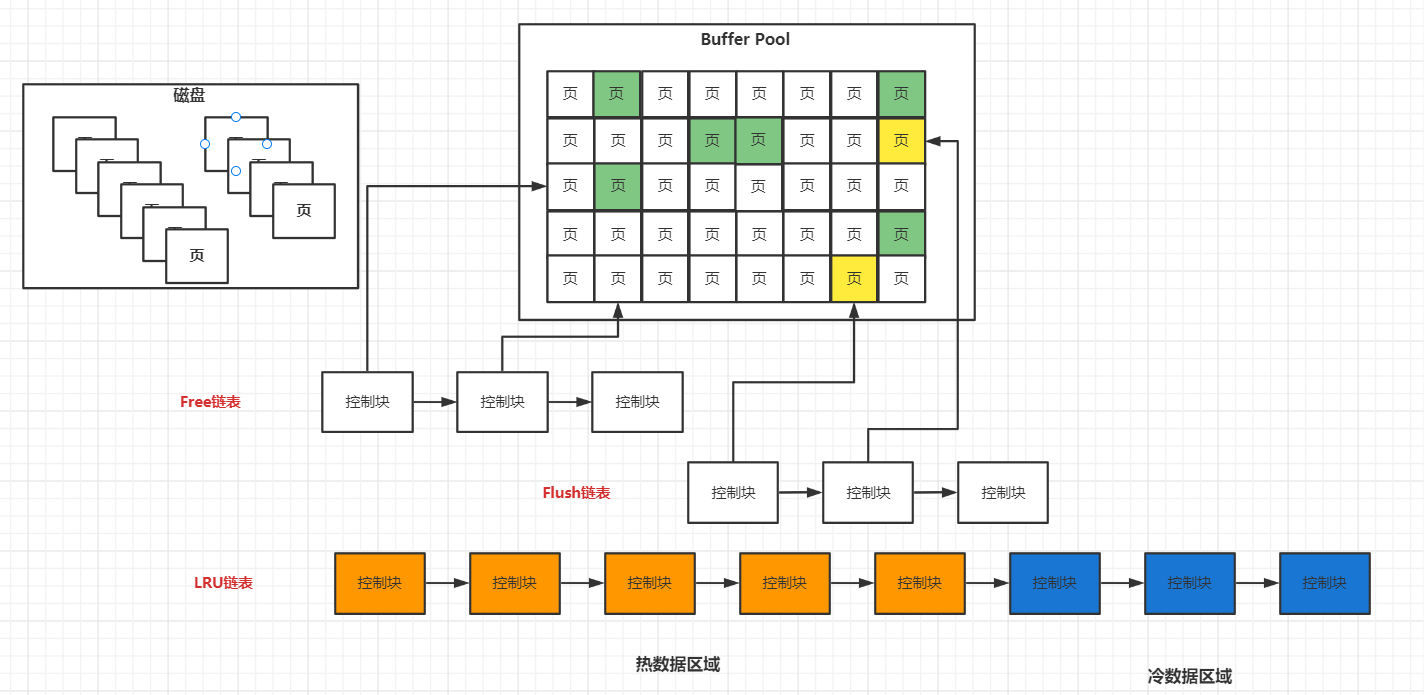 Buffer Pool
磁盘
页
页
页 页 页 页 页 页 页 页
页 页 页 页 页 页 页 页
页 页 页 页 页 页 页 页
页 页 页 页 页 页 页 页
页 页 页 页 页 页 页 页
Free链表
控制块 控制块 控制块
Flush链表
控制块 控制块 控制块
LRU链表
控制块 控制块 控制块 控制块 控制块 控制块 控制块 控制块
热数据区域
冷数据区域